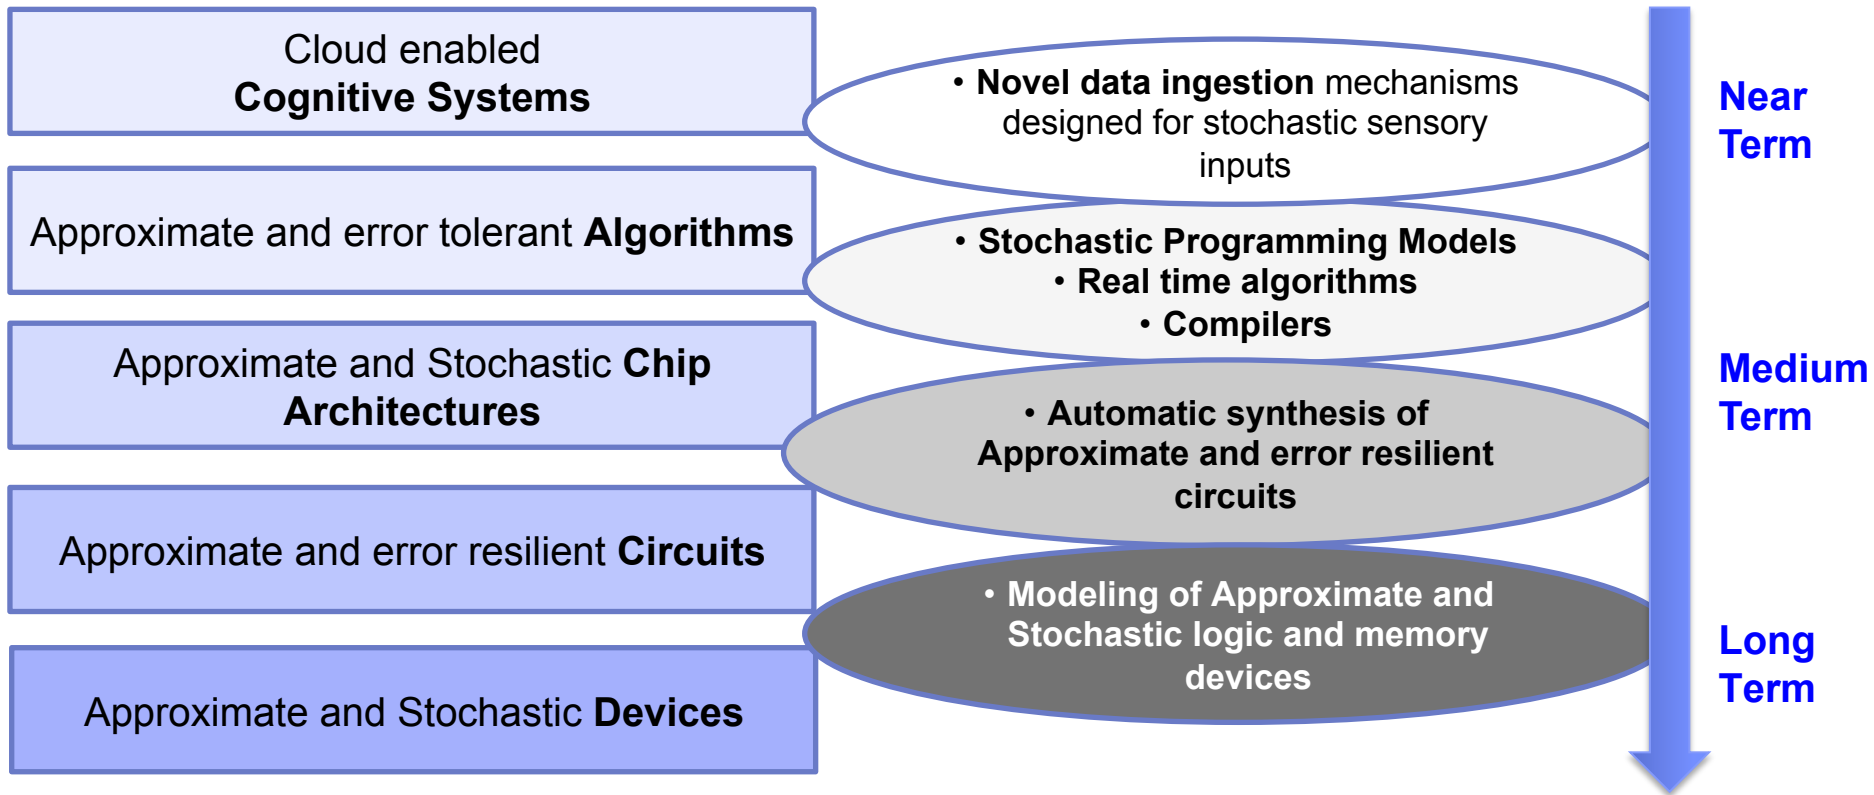 Cloud enabled
Cognitive Systems
Approximate and error tolerant Algorithms
Approximate and Stochastic Chip
Architectures
Approximate and error resilient Circuits
Approximate and Stochastic Devices
• Novel data ingestion mechanisms
designed for stochastic sensory
inputs
• Stochastic Programming Models
• Real time algorithms
• Compilers
• Automatic synthesis of
Approximate and error resilient
circuits
• Modeling of Approximate and
Stochastic logic and memory
devices
Near
Term
Medium
Term
Long
Term